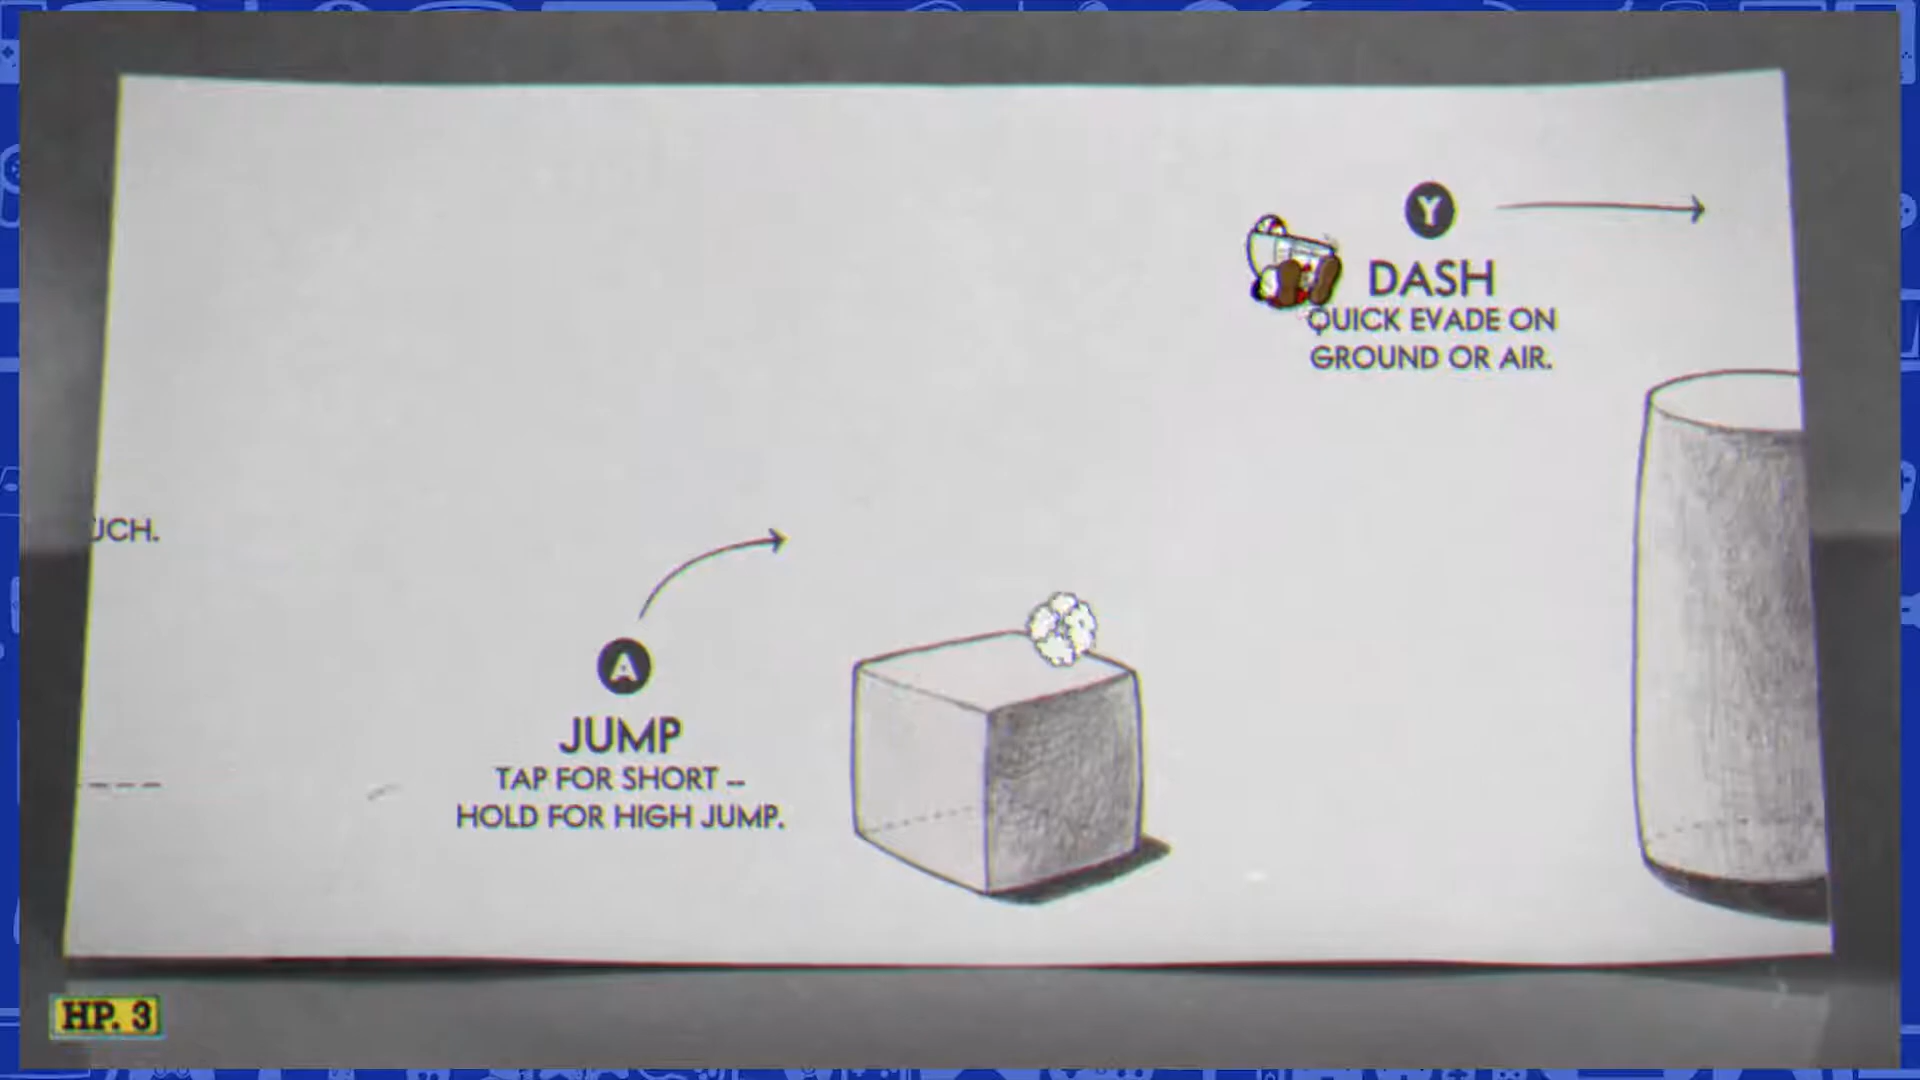 Y
DASH
QUICK EVADE ON
GROUND OR AIR.
UCH.
A
JUMP
TAP FOR SHORT --
HOLD FOR HIGH JUMP.
HP. 3